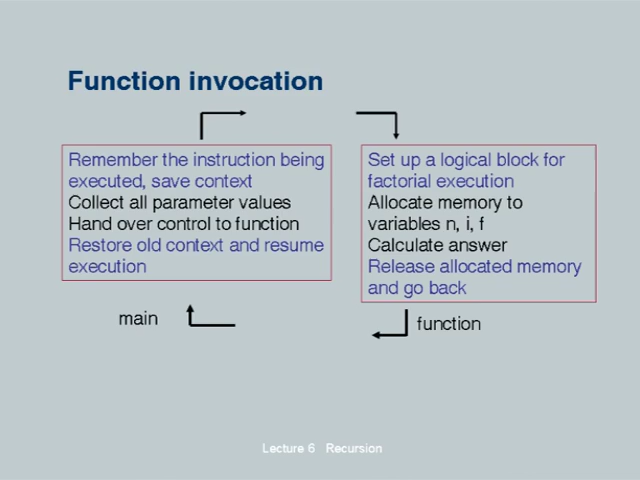 Function invocation
Remember the instruction being
executed, save context
Collect all parameter values
Hand over control to function
Restore old context and resume
execution
Set up a logical block for
factorial execution
Allocate memory to
variables n, i, f
Calculate answer
Release allocated memory
and go back
main
function
Lecture 6 Recursion